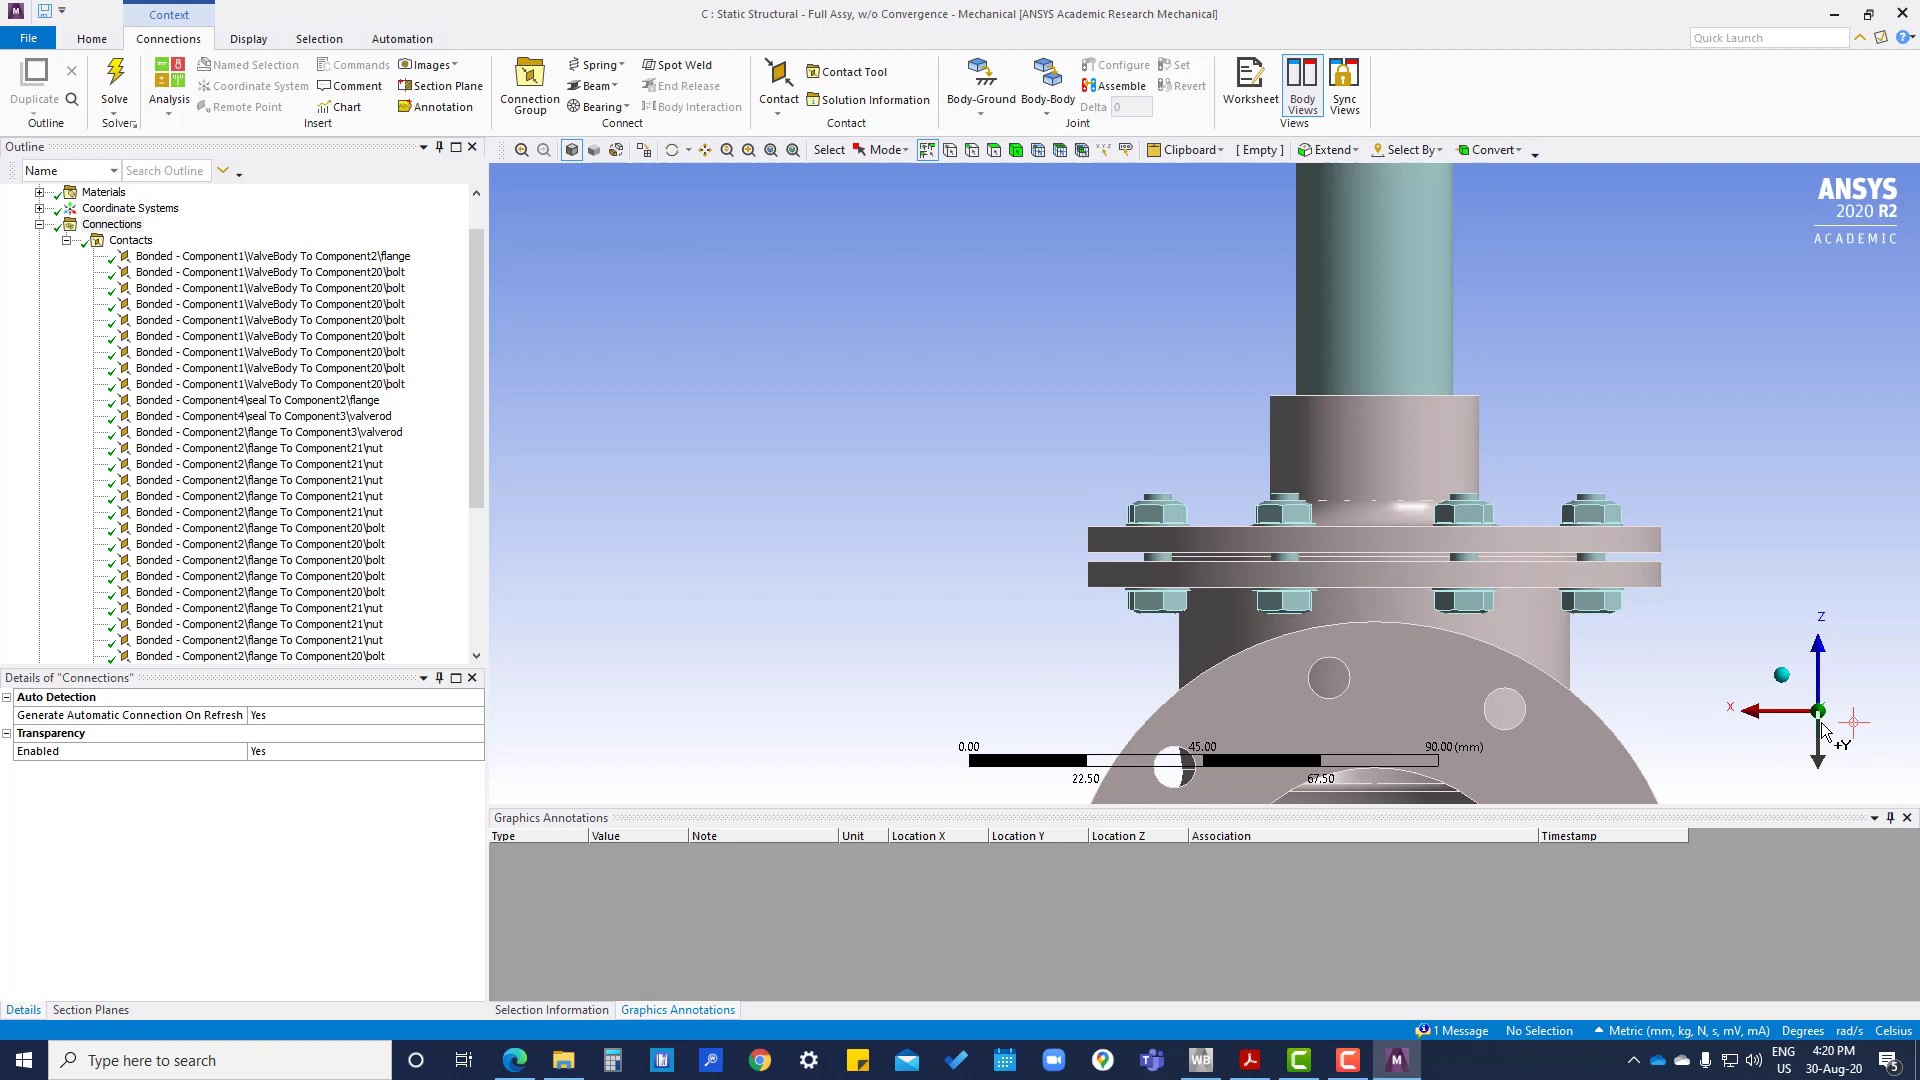 Context
C : Static Structural - Full Assy, w/o Convergence - Mechanical [ANSYS Academic Research Mechanical]
File Home Connections Display Selection Automation
Quick Launch
Duplicate
Outline
Solve
Solver
Analysis
Named Selection
Coordinate System
Remote Point
Commands
Comment
Chart
Images
Section Plane
Annotation
Insert
Connection Group
Spring
Beam
Bearing
Spot Weld
End Release
Body Interaction
Connect
Contact
Contact Tool
Solution Information
Contact
Body-Ground
Body-Body
Configure
Set
Assemble
Revert
Delta 0
Joint
Worksheet
Body Views
Sync Views
Views
Outline
Name
Search Outline
Select Mode Clipboard [ Empty ] Extend Select By Convert
Materials
Coordinate Systems
Connections
Contacts
Bonded - Component1\ValveBody To Component2\flange
Bonded - Component1\ValveBody To Component20\bolt
Bonded - Component1\ValveBody To Component20\bolt
Bonded - Component1\ValveBody To Component20\bolt
Bonded - Component1\ValveBody To Component20\bolt
Bonded - Component1\ValveBody To Component20\bolt
Bonded - Component1\ValveBody To Component20\bolt
Bonded - Component1\ValveBody To Component20\bolt
Bonded - Component1\ValveBody To Component20\bolt
Bonded - Component4\seal To Component2\flange
Bonded - Component4\seal To Component3\valverod
Bonded - Component2\flange To Component3\valverod
Bonded - Component2\flange To Component21\nut
Bonded - Component2\flange To Component21\nut
Bonded - Component2\flange To Component21\nut
Bonded - Component2\flange To Component21\nut
Bonded - Component2\flange To Component21\nut
Bonded - Component2\flange To Component20\bolt
Bonded - Component2\flange To Component20\bolt
Bonded - Component2\flange To Component20\bolt
Bonded - Component2\flange To Component20\bolt
Bonded - Component2\flange To Component20\bolt
Bonded - Component2\flange To Component21\nut
Bonded - Component2\flange To Component21\nut
Bonded - Component2\flange To Component21\nut
Bonded - Component2\flange To Component20\bolt
ANSYS
2020 R2
ACADEMIC
Z
X
+Y
0.00 45.00 90.00 (mm)
22.50 67.50
Details of "Connections"
Auto Detection
Generate Automatic Connection On Refresh Yes
Transparency
Enabled Yes
Graphics Annotations
Type Value Note Unit Location X Location Y Location Z Association Timestamp
Details Section Planes
Selection Information Graphics Annotations
1 Message No Selection Metric (mm, kg, N, s, mV, mA) Degrees rad/s Celsius
Type here to search
WB
M
ENG
US
4:20 PM
30-Aug-20
5